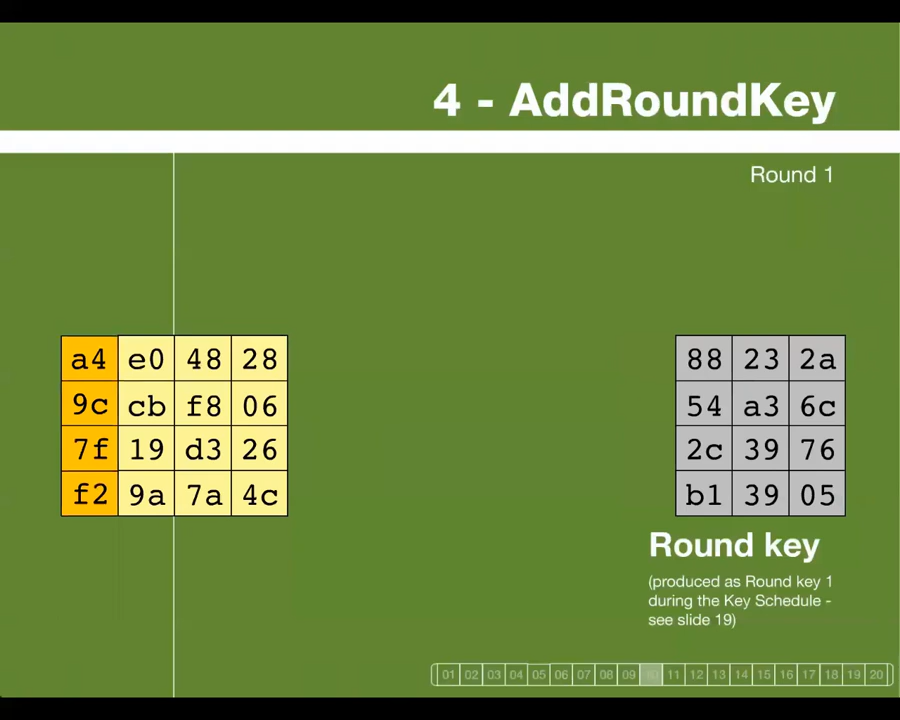 4 - AddRoundKey
Round 1
a4 e0 48 28
9c cb f8 06
7f 19 d3 26
f2 9a 7a 4c
88 23 2a
54 a3 6c
2c 39 76
b1 39 05
Round key
(produced as Round key 1
during the Key Schedule -
see slide 19)
01 02 03 04 05 06 07 08 09 10 11 12 13 14 15 16 17 18 19 20